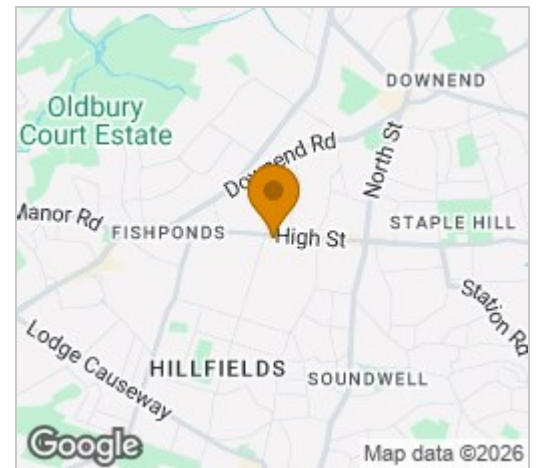 DOWNEND
Oldbury
Court Estate
Downend Rd
North St
Manor Rd
FISHPONDS
High St
STAPLE HILL
Station Rd
Lodge Causeway
HILLFIELDS
SOUNDWELL
Google
Map data ©2026